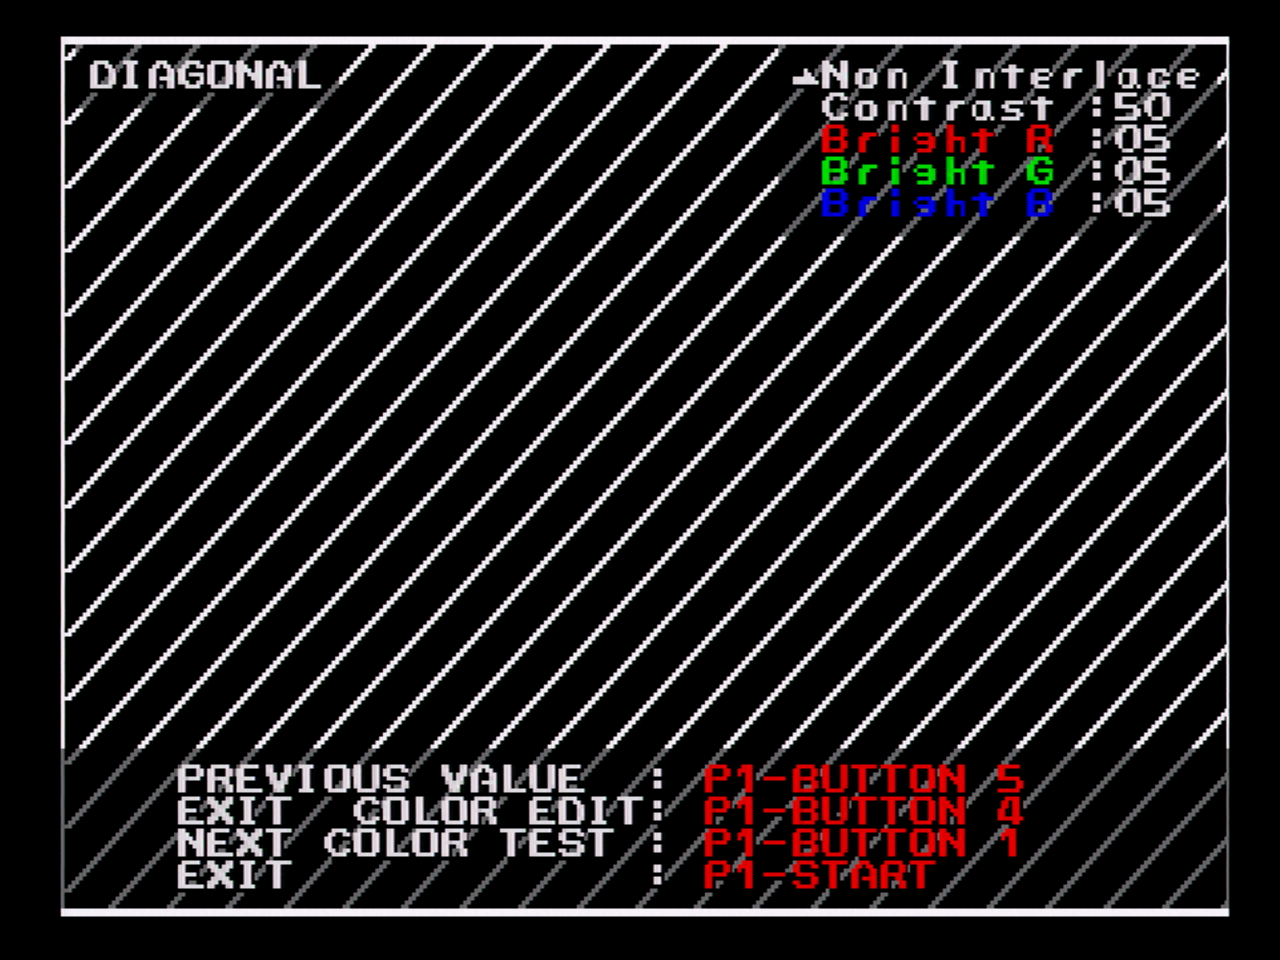 DIAGONAL
Non Interlace
Contrast :50
Bright R :05
Bright G :05
Bright B :05
PREVIOUS VALUE : P1-BUTTON 5
EXIT COLOR EDIT: P1-BUTTON 4
NEXT COLOR TEST : P1-BUTTON 1
EXIT : P1-START